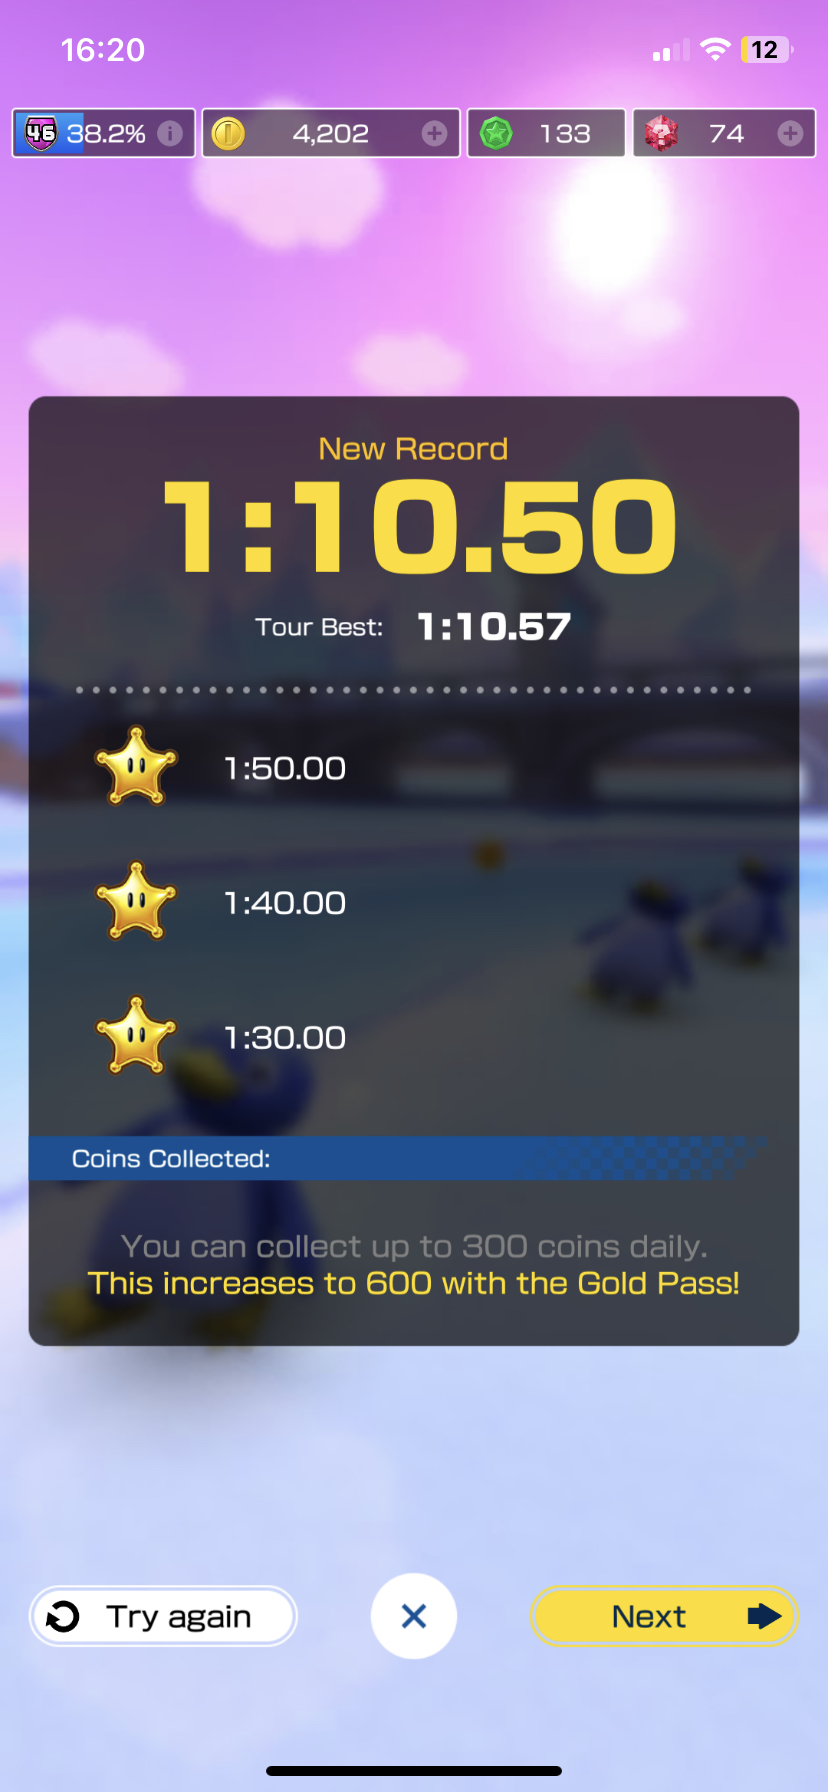 16:20
12
46 38.2% i
4,202 +
133
74 +
New Record
1:10.50
Tour Best: 1:10.57
1:50.00
1:40.00
1:30.00
Coins Collected:
You can collect up to 300 coins daily.
This increases to 600 with the Gold Pass!
Try again
Next